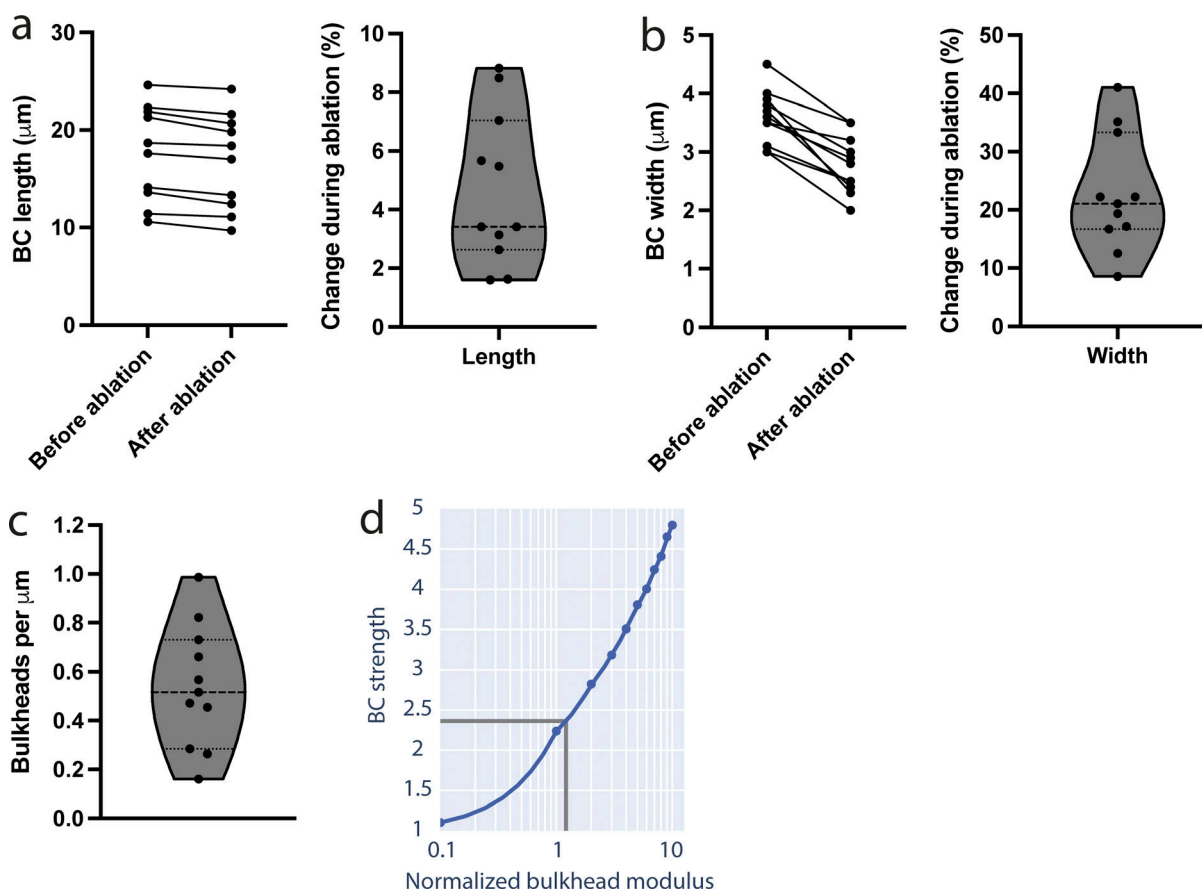 a
BC length (μm)
30
20
10
0
Before ablation
After ablation
Change during ablation (%)
10
8
6
4
2
0
Length
b
BC width (μm)
5
4
3
2
1
0
Before ablation
After ablation
Change during ablation (%)
50
40
30
20
10
0
Width
c
Bulkheads per μm
1.2
1.0
0.8
0.6
0.4
0.2
0.0
d
BC strength
5
4.5
4
3.5
3
2.5
2
1.5
1
0.1 1 10
Normalized bulkhead modulus